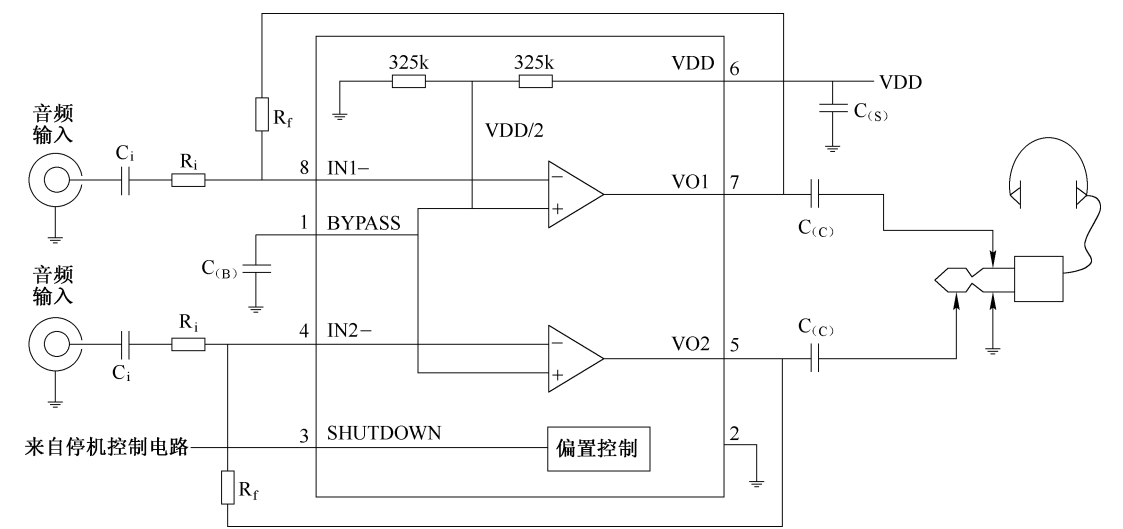 325k
325k
VDD
6
VDD
C(S)
音频
输入
Rf
VDD/2
Ci
Ri
8
IN1−
−
+
VO1
7
C(C)
1
BYPASS
C(B)
音频
输入
Ri
Ci
4
IN2−
−
+
VO2
5
C(C)
来自停机控制电路
3
SHUTDOWN
偏置控制
2
Rf